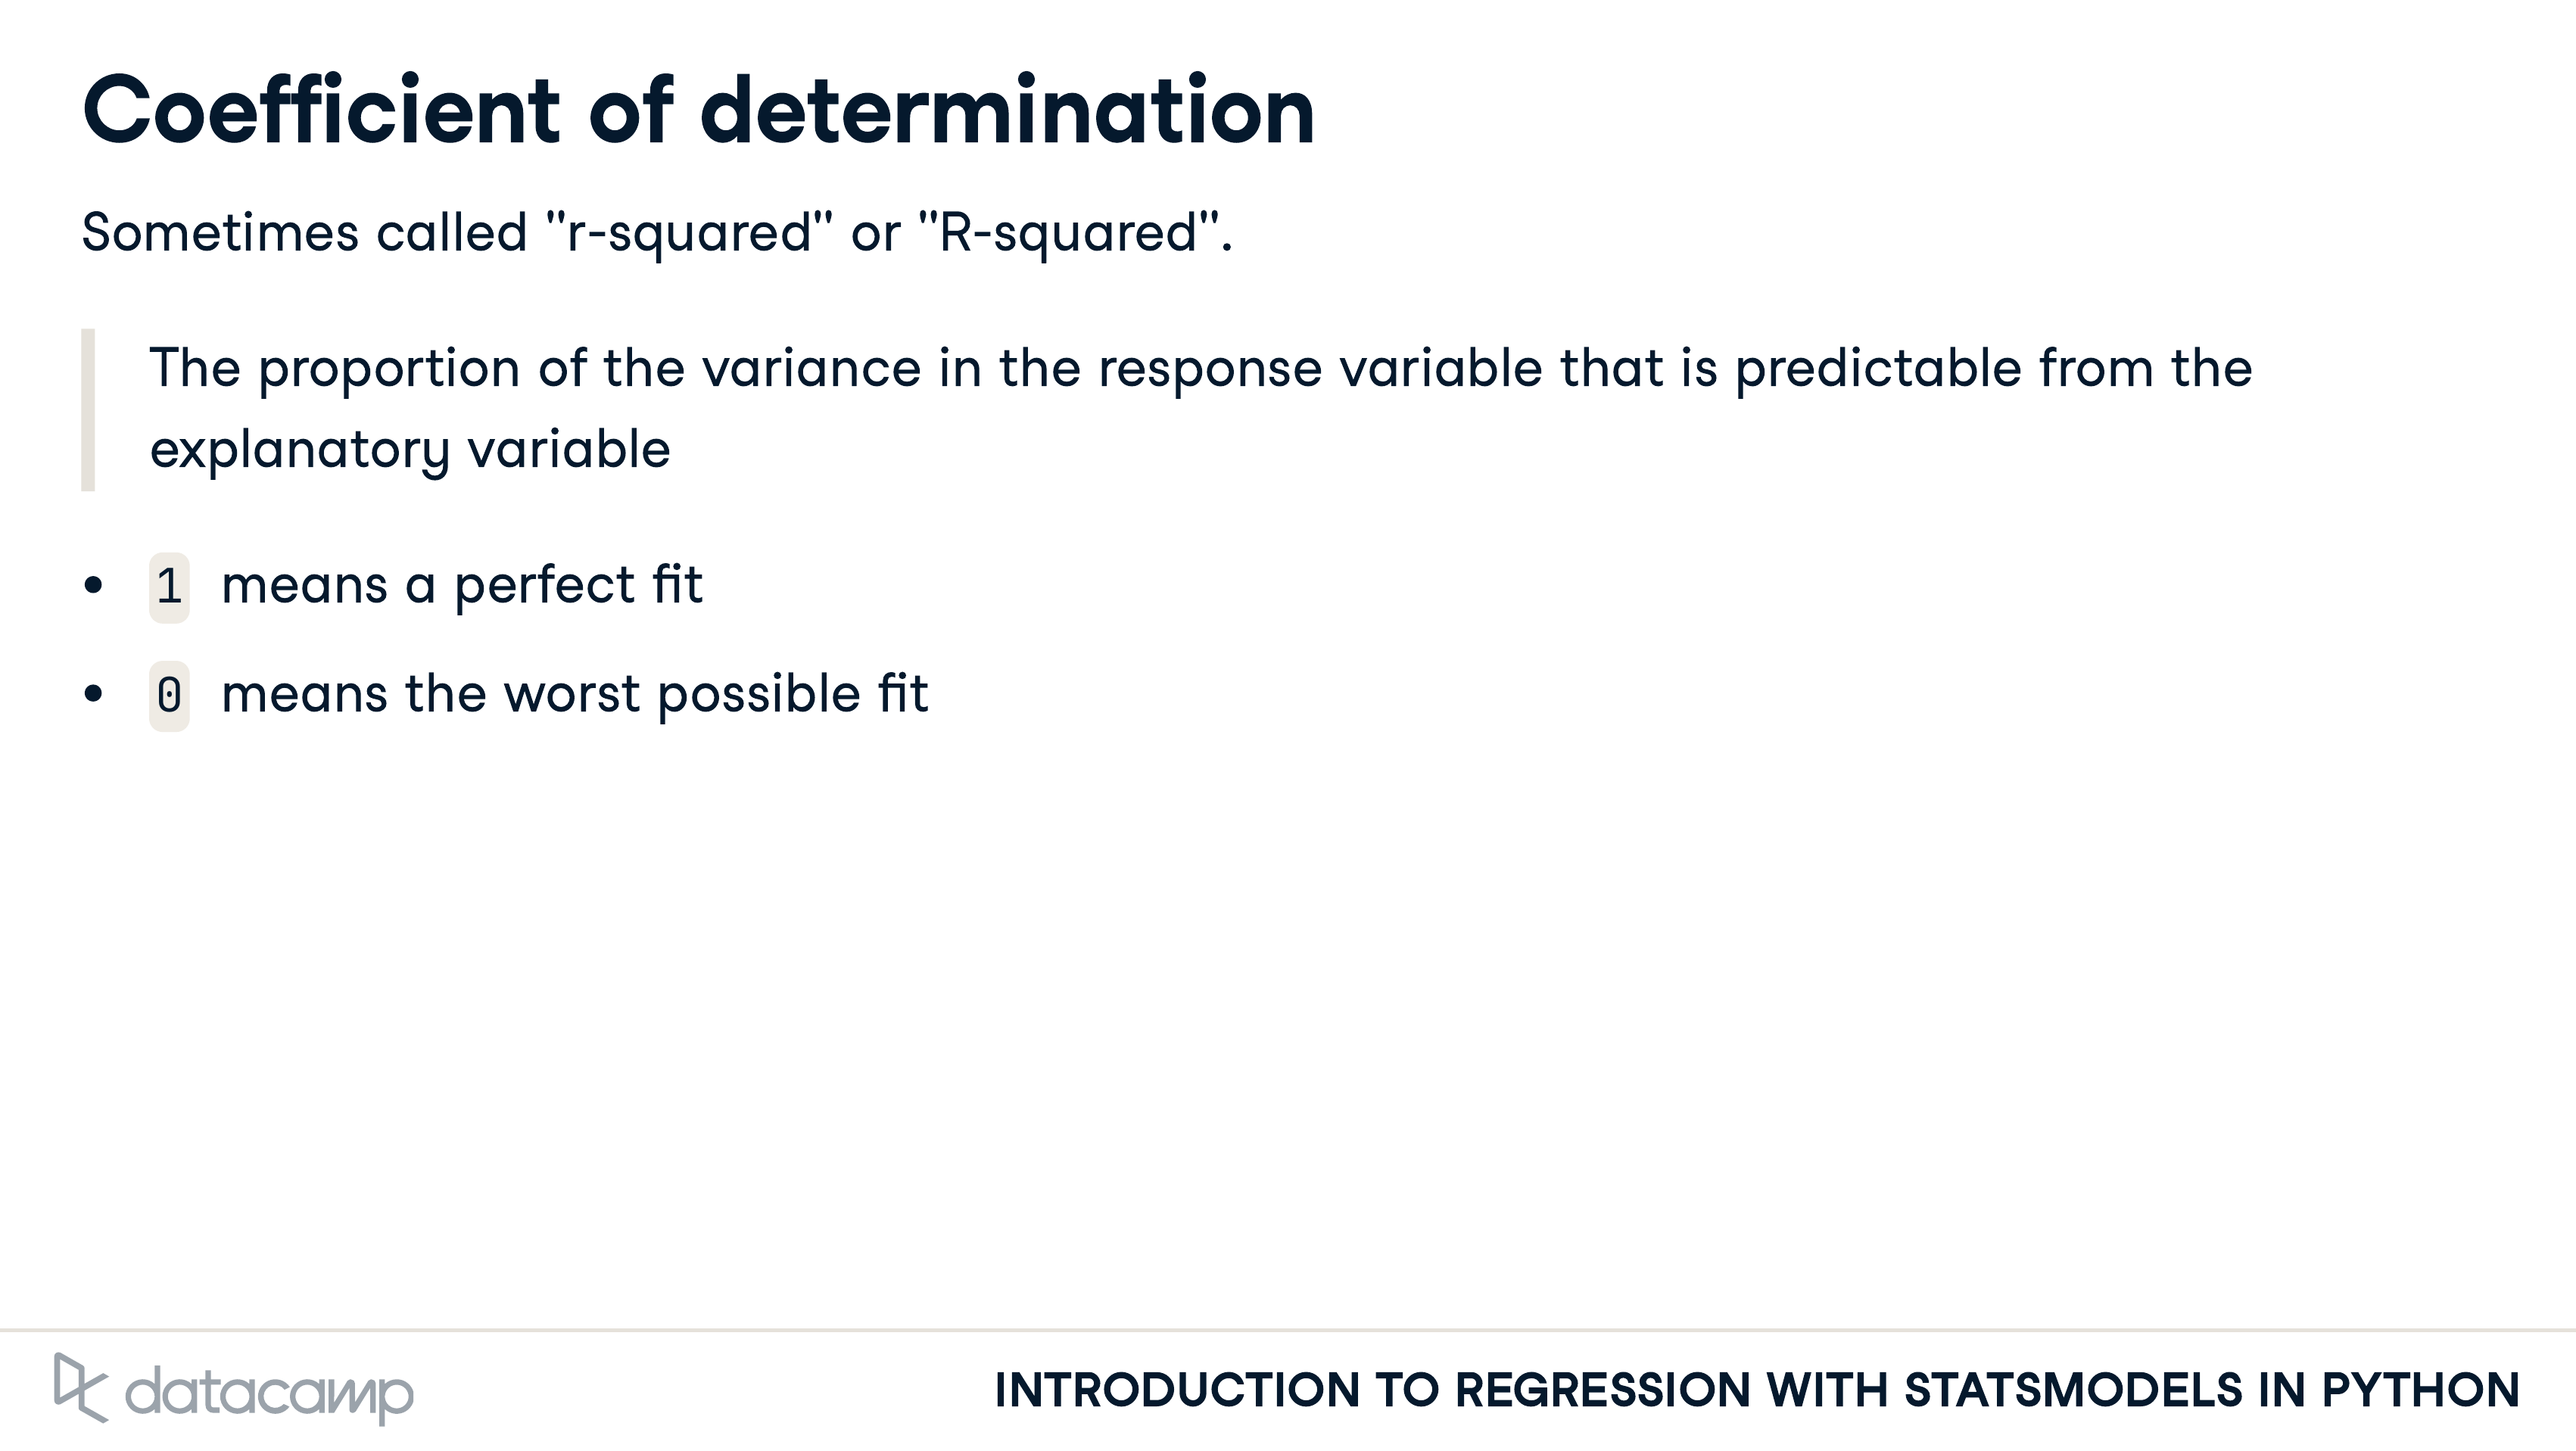 Coefficient of determination
Sometimes called "r-squared" or "R-squared".
The proportion of the variance in the response variable that is predictable from the
explanatory variable
• 1 means a perfect fit
• 0 means the worst possible fit
datacamp
INTRODUCTION TO REGRESSION WITH STATSMODELS IN PYTHON